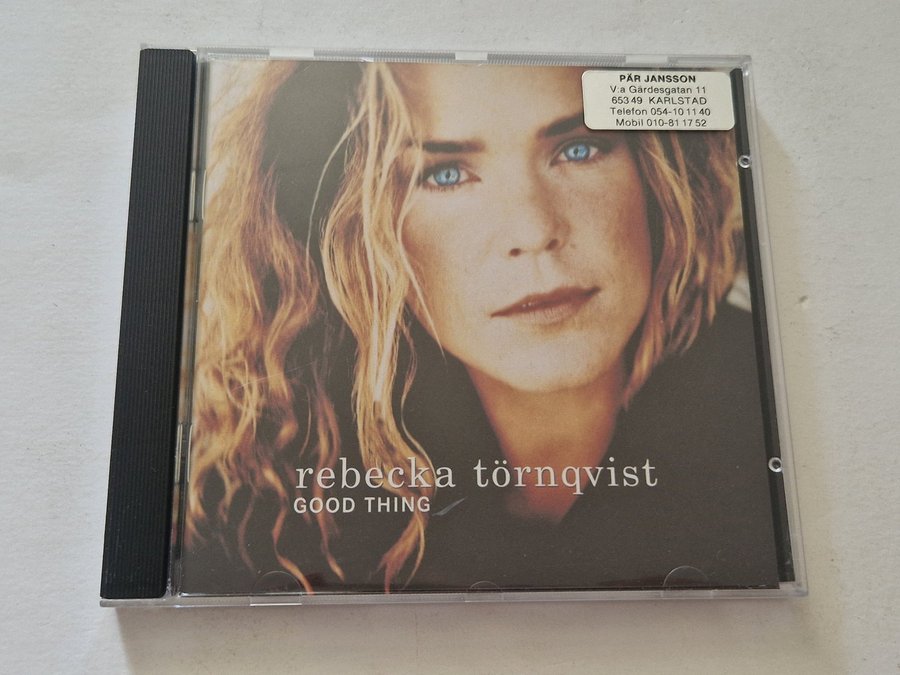 PÄR JANSSON
V:a Gärdesgatan 11
653 49 KARLSTAD
Telefon 054-10 11 40
Mobil 010-81 17 52
rebecka törnqvist
GOOD THING